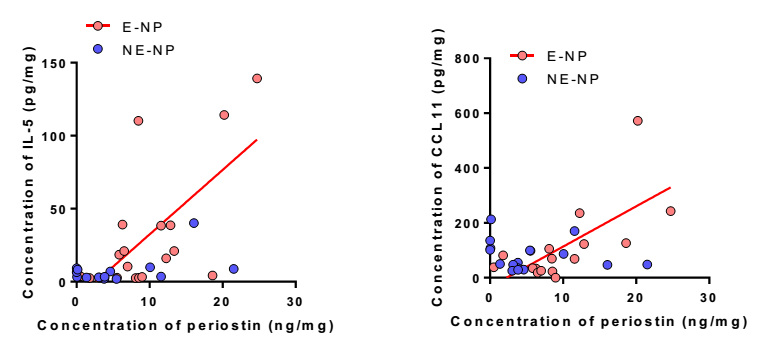 E-NP
NE-NP
Concentration of IL-5 (pg/mg)
150
100
50
0
0 10 20 30
Concentration of periostin (ng/mg)
E-NP
NE-NP
Concentration of CCL11 (pg/mg)
800
600
400
200
0
0 10 20 30
Concentration of periostin (ng/mg)